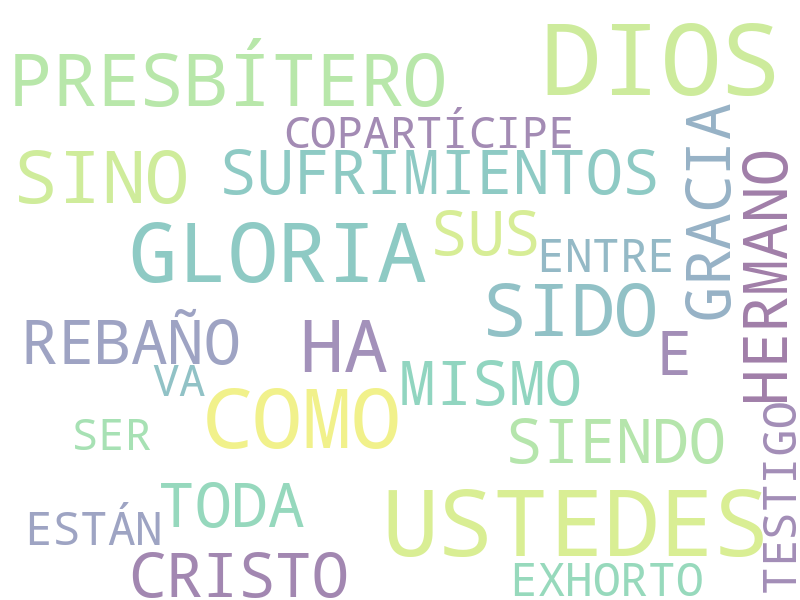 DIOS
PRESBÍTERO
COPARTÍCIPE
GRACIA
SINO
SUFRIMIENTOS
HERMANO
GLORIA
SUS
ENTRE
SIDO
REBAÑO
HA
E
VA
MISMO
COMO
SER
SIENDO
TESTIGO
TODA
USTEDES
ESTÁN
CRISTO
EXHORTO